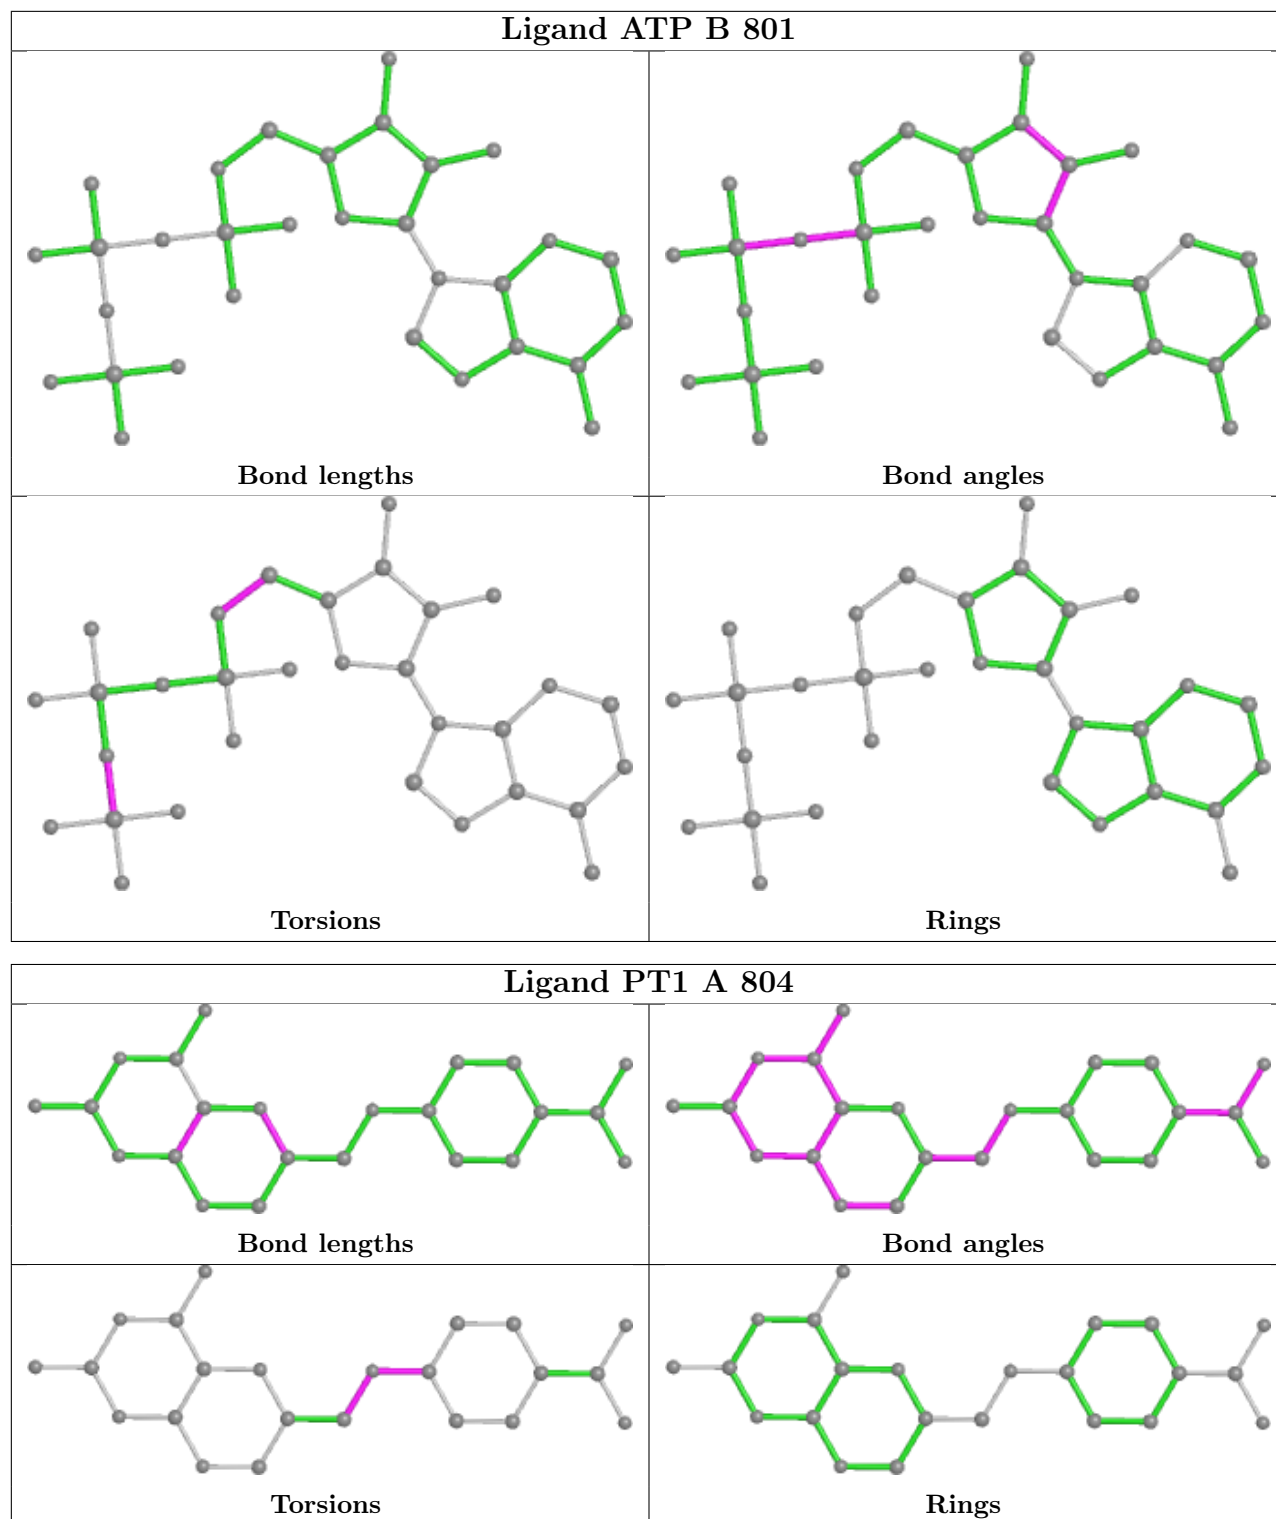 Ligand ATP B 801
Bond lengths
Bond angles
Torsions
Rings
Ligand PT1 A 804
Bond lengths
Bond angles
Torsions
Rings